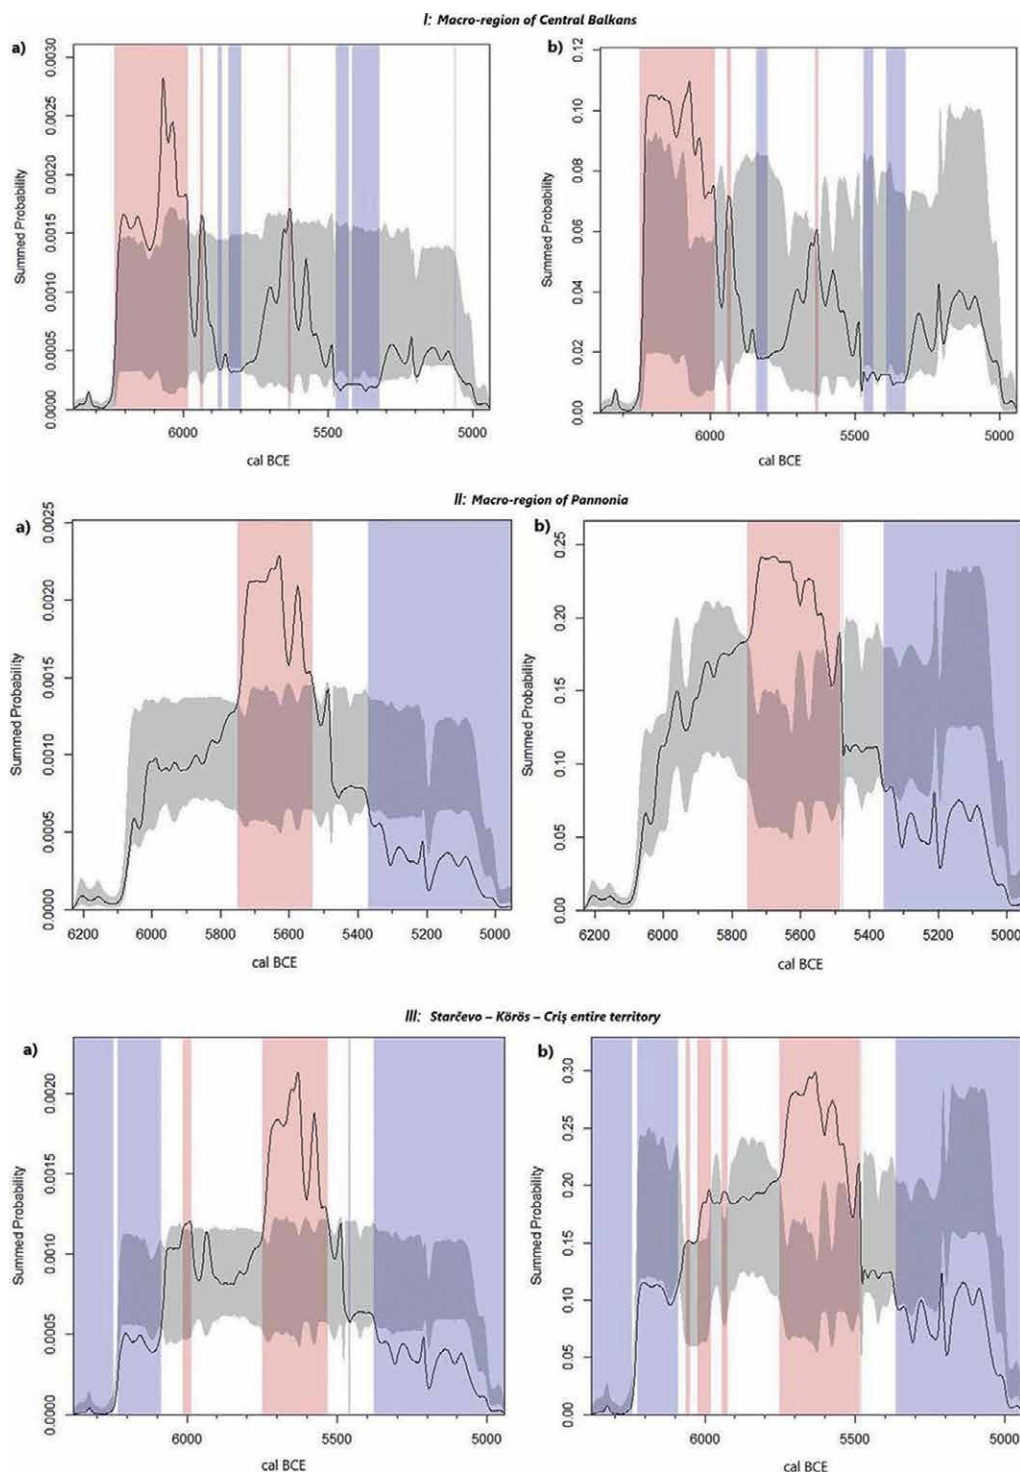 I: Macro-region of Central Balkans
a)
b)
Summed Probability
0.0000 0.0005 0.0010 0.0015 0.0020 0.0025 0.0030
6000 5500 5000
cal BCE
Summed Probability
0.00 0.02 0.04 0.06 0.08 0.10 0.12
6000 5500 5000
cal BCE
II: Macro-region of Pannonia
a)
b)
Summed Probability
0.0000 0.0005 0.0010 0.0015 0.0020 0.0025
6200 6000 5800 5600 5400 5200 5000
cal BCE
Summed Probability
0.00 0.05 0.10 0.15 0.20 0.25
6200 6000 5800 5600 5400 5200 5000
cal BCE
III: Starčevo – Körös – Criş entire territory
a)
b)
Summed Probability
0.0000 0.0005 0.0010 0.0015 0.0020
6000 5500 5000
cal BCE
Summed Probability
0.00 0.05 0.10 0.15 0.20 0.25 0.30
6000 5500 5000
cal BCE